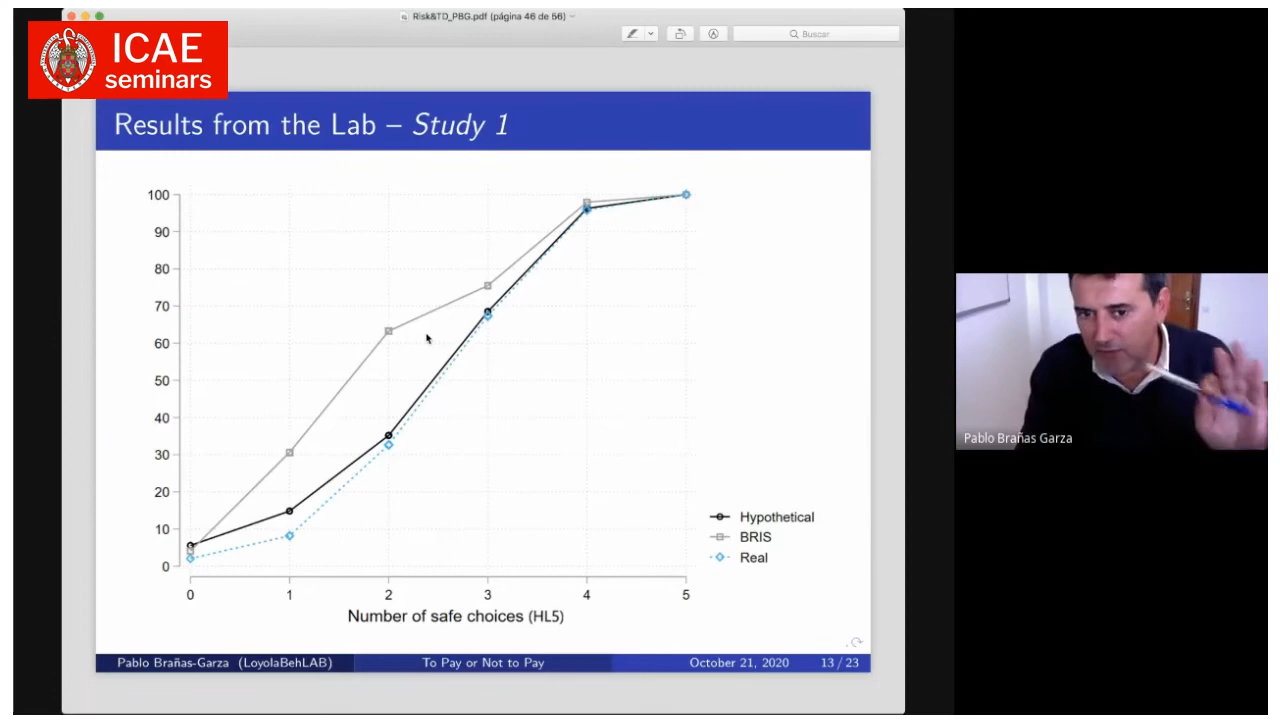 Risk&TD_PBG.pdf (página 46 de 56)
Buscar
ICAE
seminars
Results from the Lab – Study 1
100
90
80
70
60
50
40
30
20
10
0
0 1 2 3 4 5
Number of safe choices (HL5)
Hypothetical
BRIS
Real
Pablo Brañas-Garza (LoyolaBehLAB) To Pay or Not to Pay October 21, 2020 13 / 23
Pablo Brañas Garza